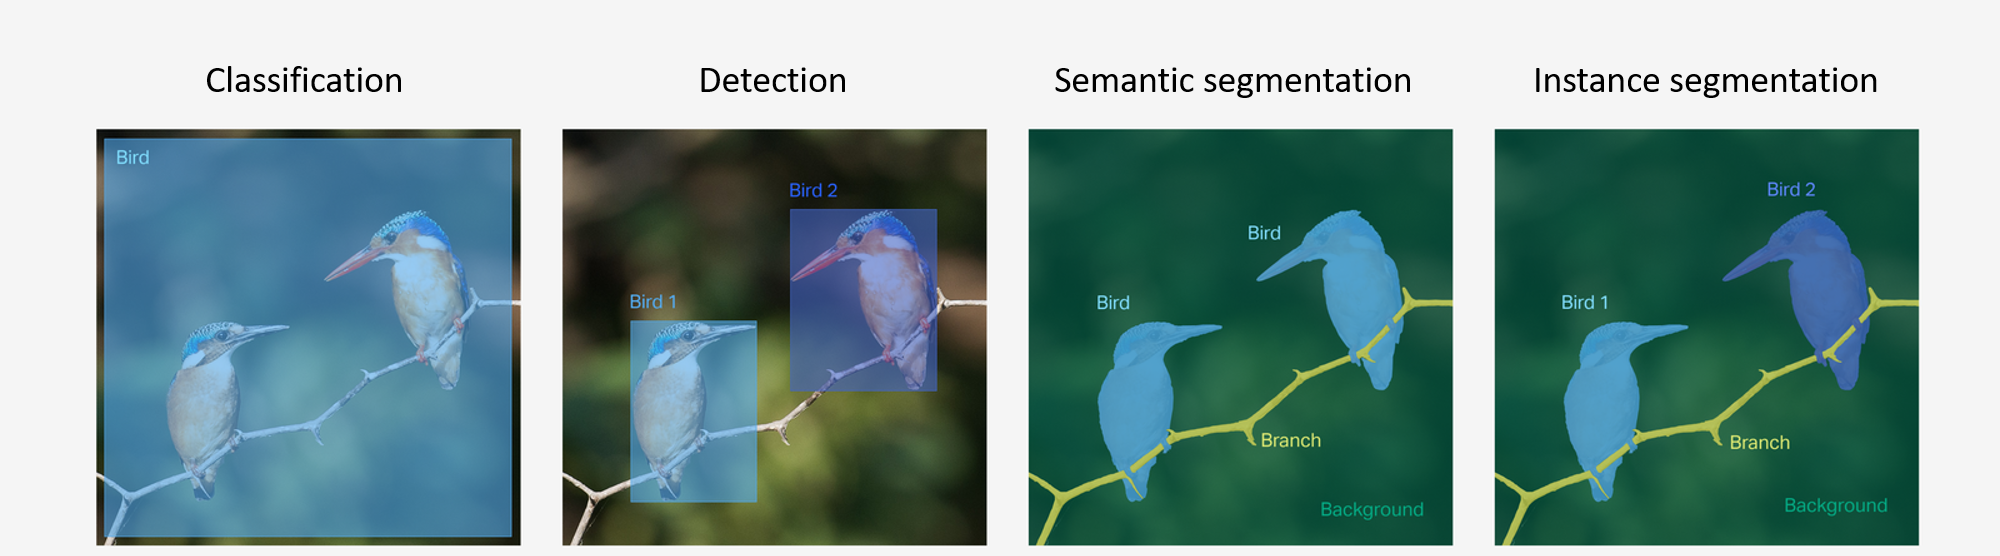 Classification
Detection
Semantic segmentation
Instance segmentation
Bird
Bird 2
Bird 1
Bird
Bird
Branch
Background
Bird 2
Bird 1
Branch
Background